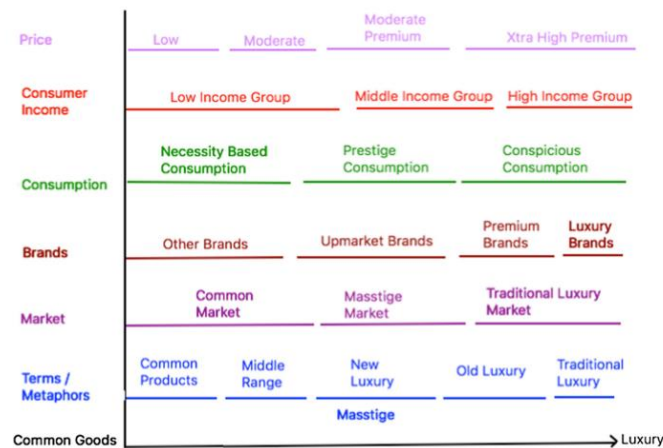 Price
Low
Moderate
Moderate
Premium
Xtra High Premium
Consumer
Income
Low Income Group
Middle Income Group
High Income Group
Consumption
Necessity Based
Consumption
Prestige
Consumption
Conspicious
Consumption
Brands
Other Brands
Upmarket Brands
Premium
Brands
Luxury
Brands
Market
Common
Market
Masstige
Market
Traditional Luxury
Market
Terms /
Metaphors
Common
Products
Middle
Range
New
Luxury
Old Luxury
Traditional
Luxury
Masstige
Common Goods
Luxury